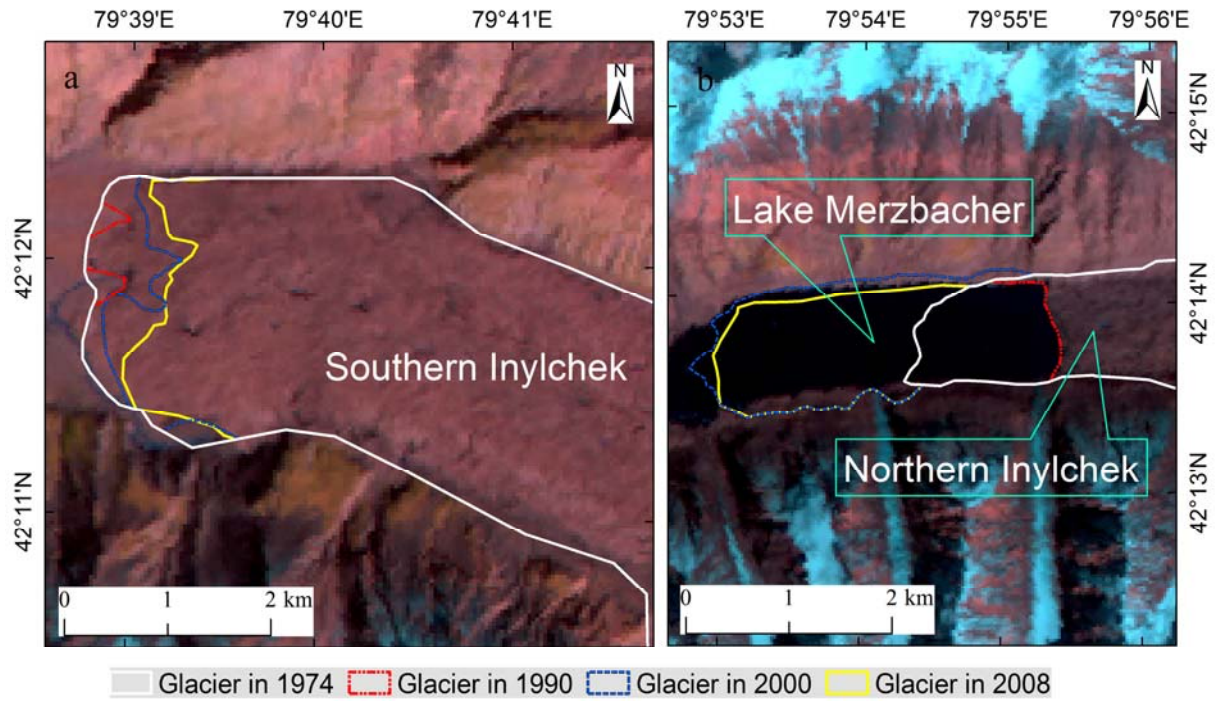 79°39'E 79°40'E 79°41'E 79°53'E 79°54'E 79°55'E 79°56'E
a
N
b
N
42°15'N
Lake Merzbacher
42°12'N
42°14'N
Southern Inylchek
Northern Inylchek
42°13'N
42°11'N
0 1 2 km
0 1 2 km
Glacier in 1974 Glacier in 1990 Glacier in 2000 Glacier in 2008